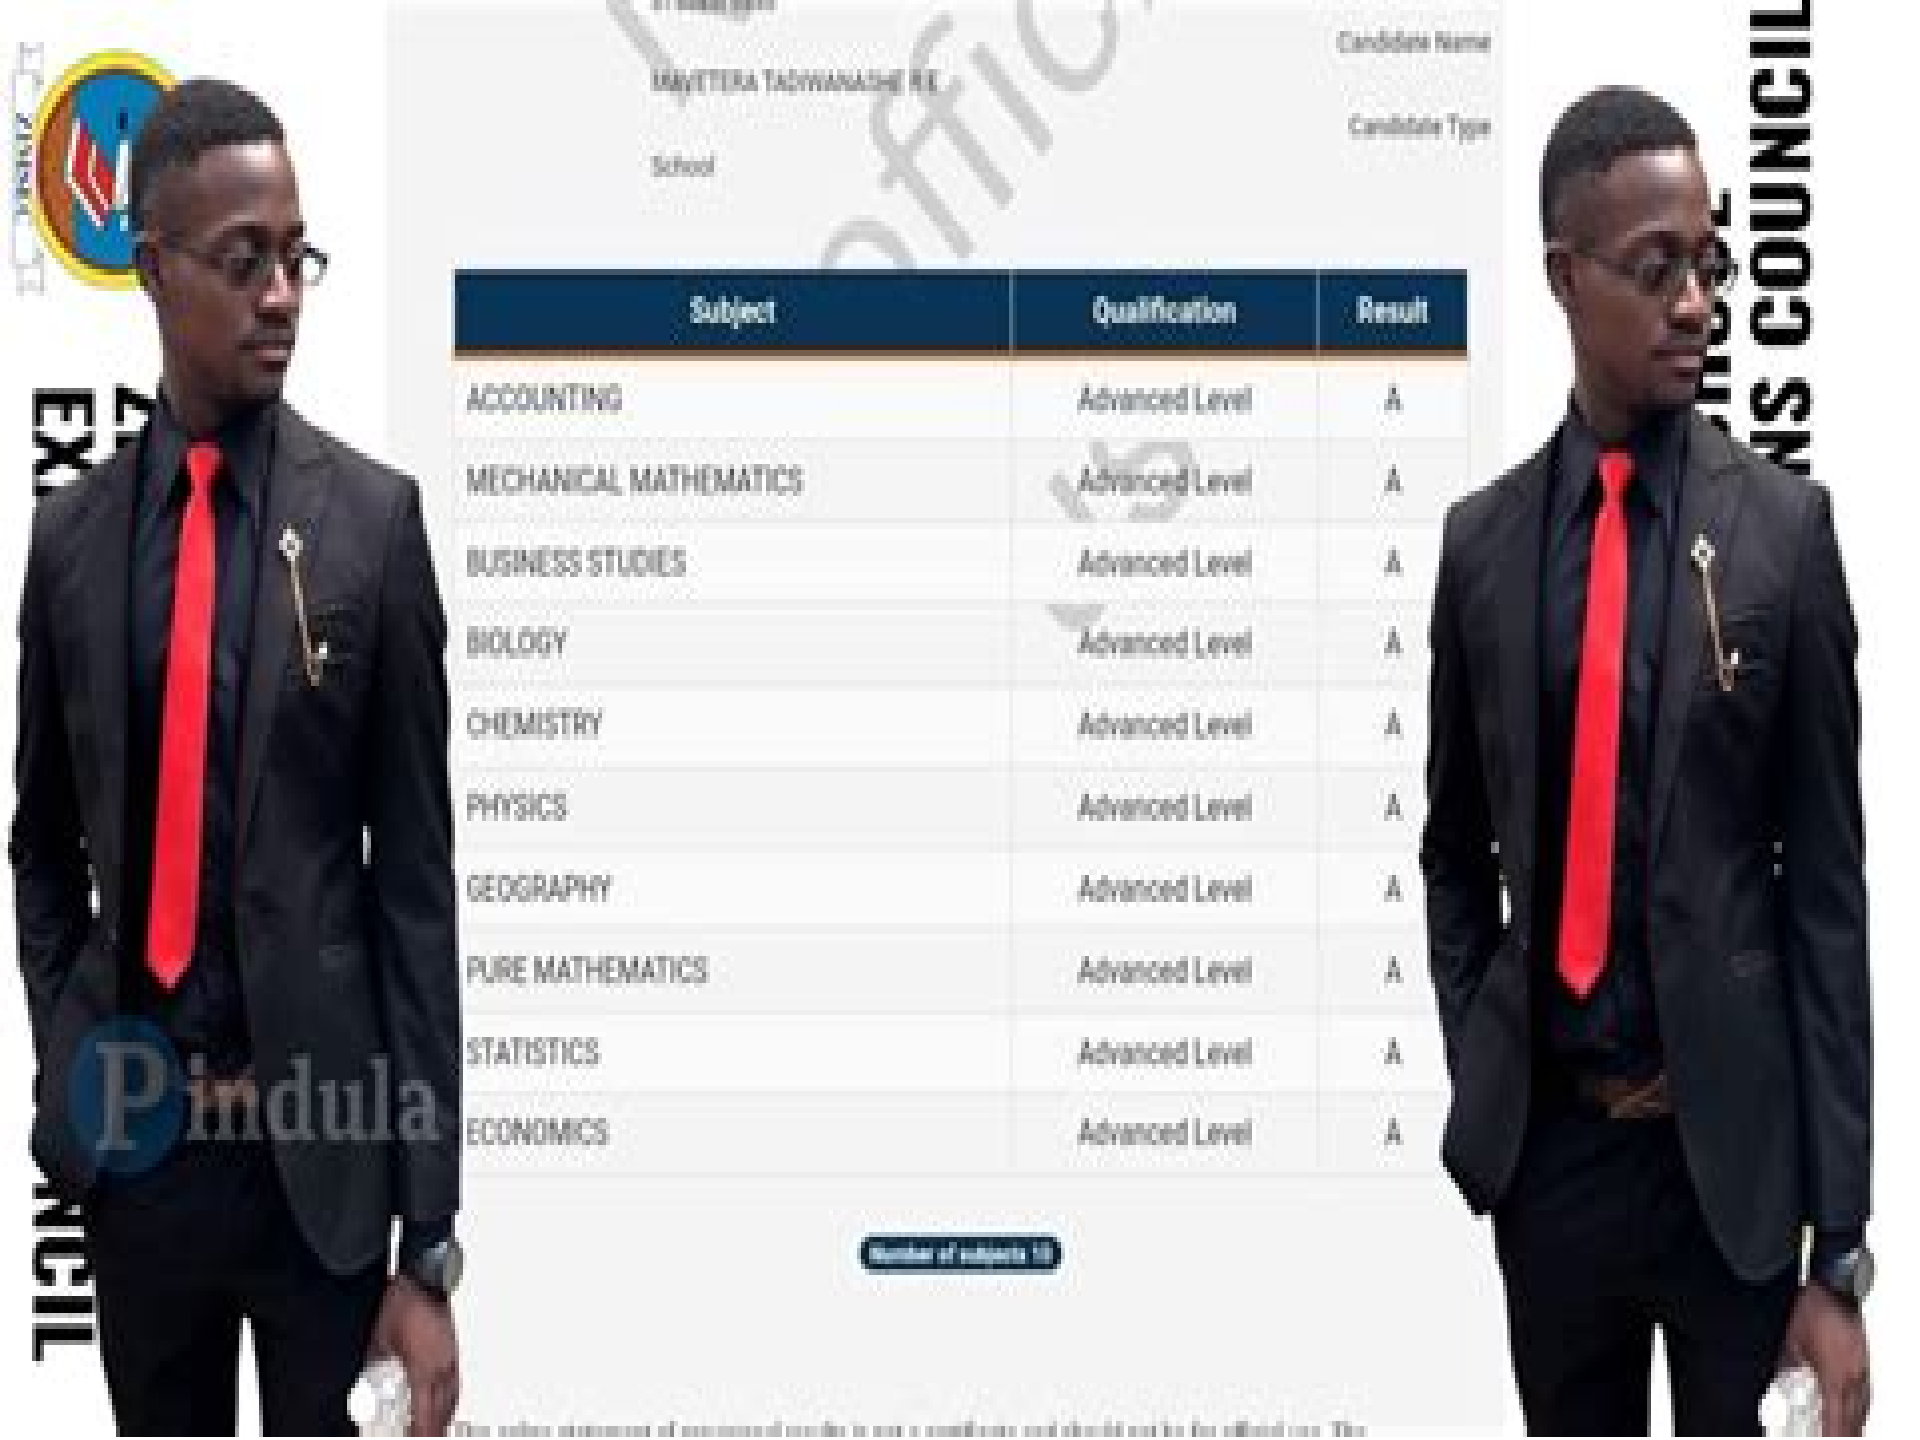 Candidate Name
MAVETERA TADIWANASHE R.E
Candidate Type
School
Subject Qualification Result
ACCOUNTING Advanced Level A
MECHANICAL MATHEMATICS Advanced Level A
BUSINESS STUDIES Advanced Level A
BIOLOGY Advanced Level A
CHEMISTRY Advanced Level A
PHYSICS Advanced Level A
GEOGRAPHY Advanced Level A
PURE MATHEMATICS Advanced Level A
STATISTICS Advanced Level A
ECONOMICS Advanced Level A
Number of subjects 10
NS COUNCIL
Pindula